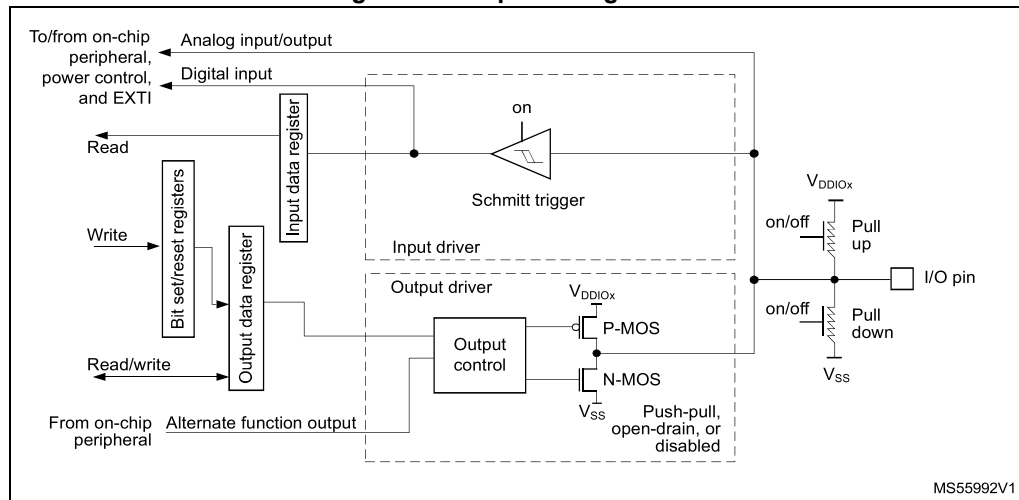 To/from on-chip
peripheral,
power control,
and EXTI
Analog input/output
Digital input
on
Read
Input data register
Schmitt trigger
Input driver
VDDIOx
on/off
Pull
up
Write
Bit set/reset registers
Output data register
Output driver
I/O pin
VDDIOx
P-MOS
on/off
Pull
down
Output
control
Read/write
N-MOS
VSS
VSS
From on-chip
peripheral
Alternate function output
Push-pull,
open-drain, or
disabled
MS55992V1